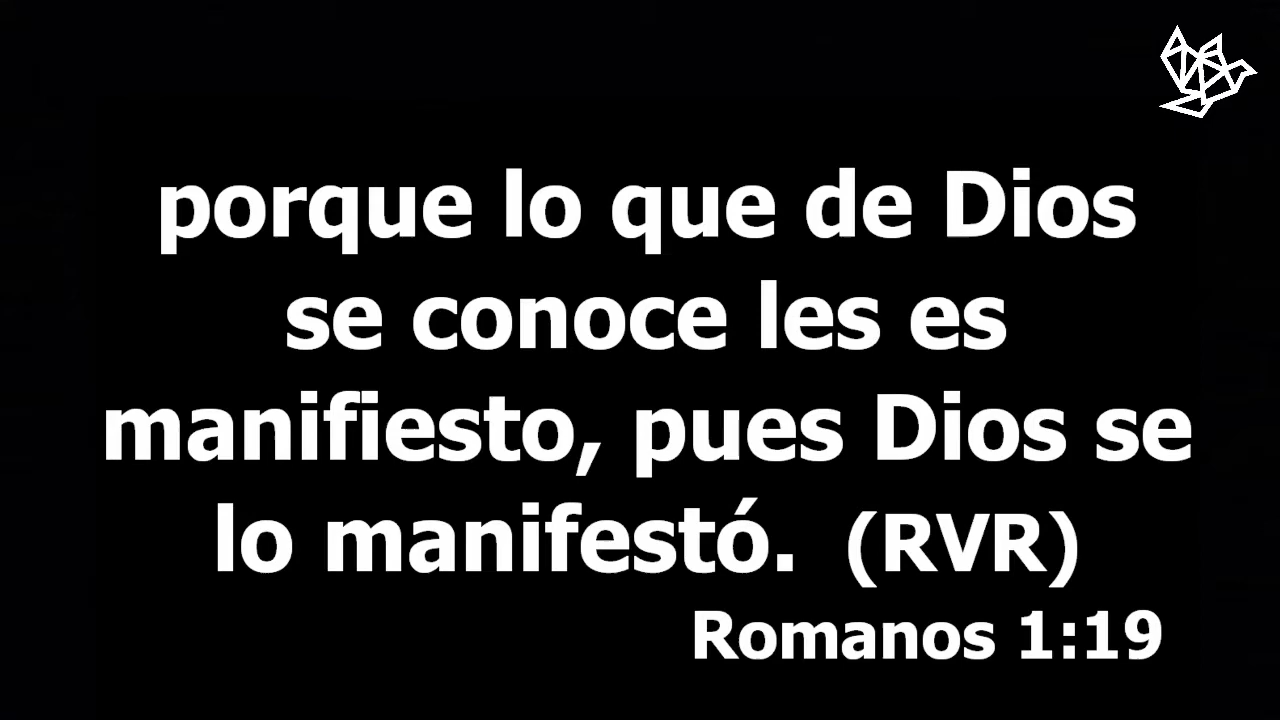 porque lo que de Dios
se conoce les es
manifiesto, pues Dios se
lo manifestó. (RVR)
Romanos 1:19